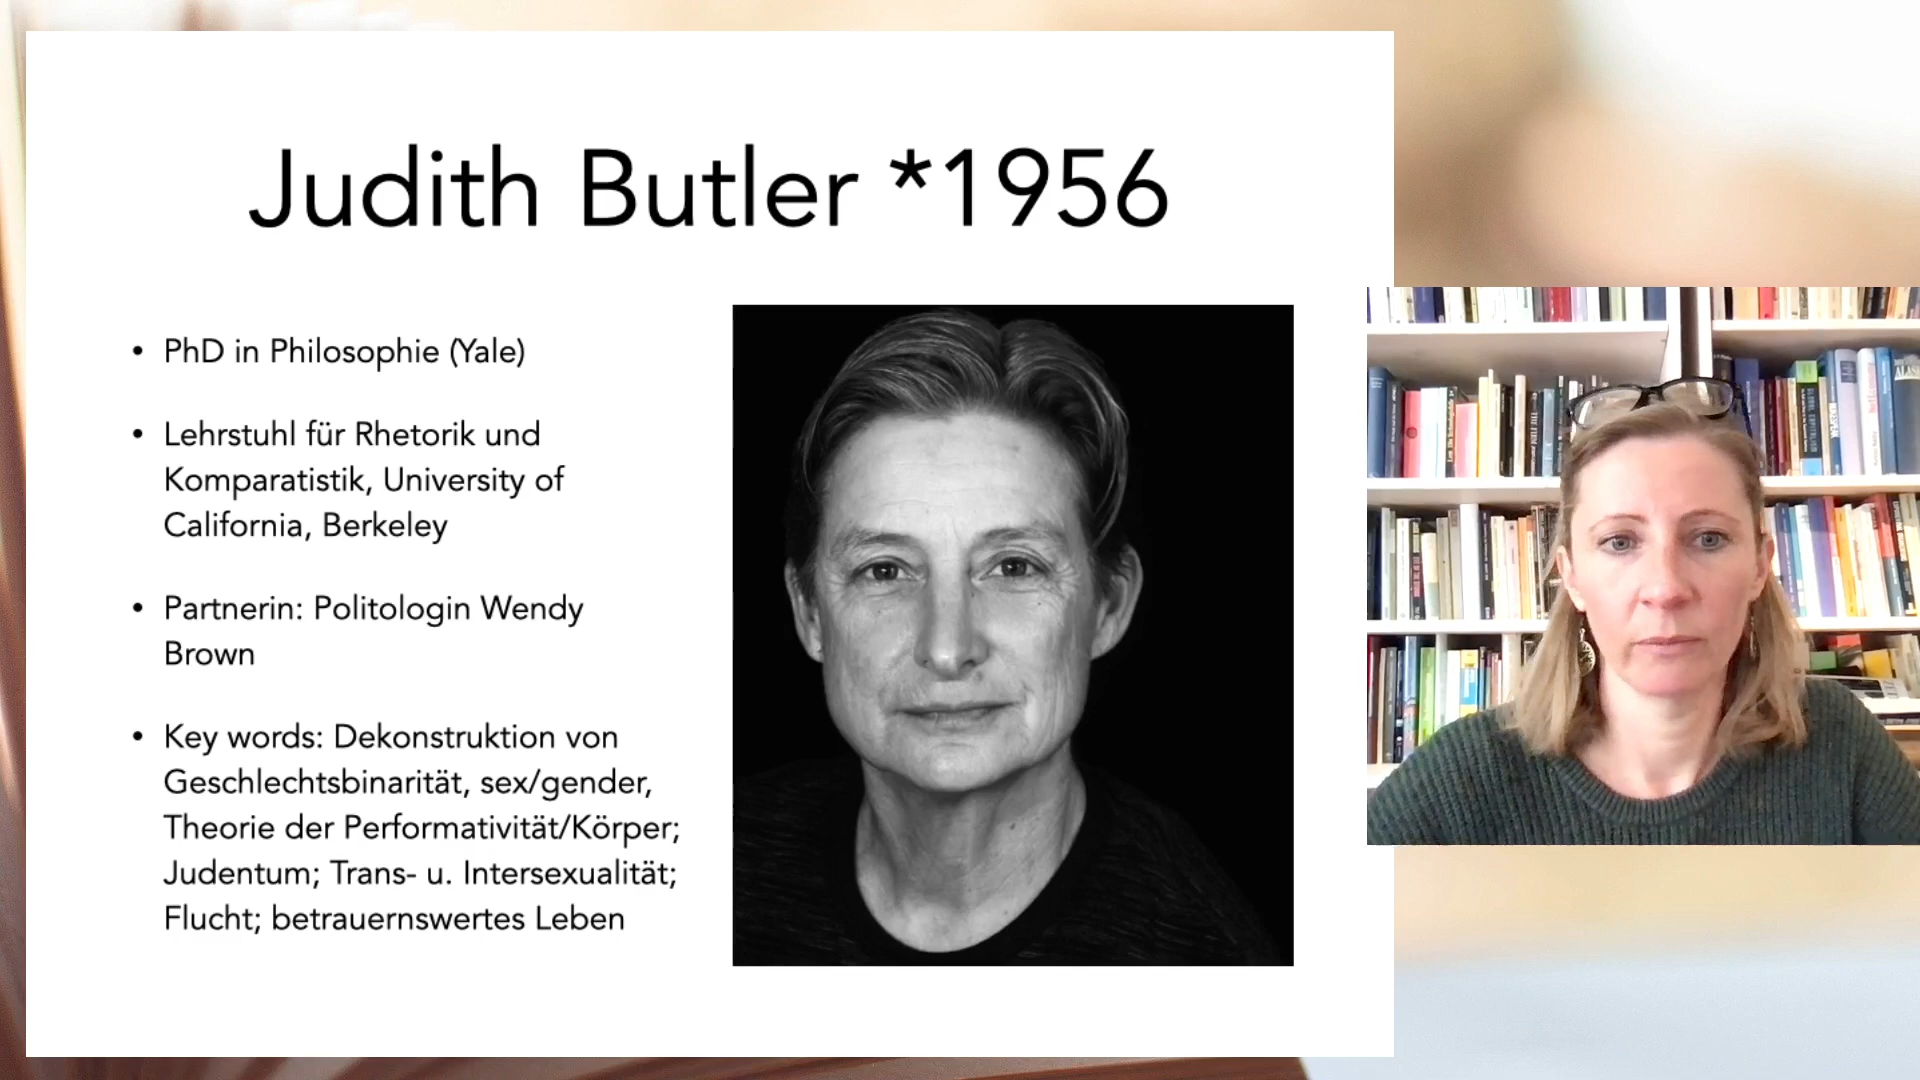 Judith Butler *1956
• PhD in Philosophie (Yale)
• Lehrstuhl für Rhetorik und
Komparatistik, University of
California, Berkeley
• Partnerin: Politologin Wendy
Brown
• Key words: Dekonstruktion von
Geschlechtsbinarität, sex/gender,
Theorie der Performativität/Körper;
Judentum; Trans- u. Intersexualität;
Flucht; betrauernswertes Leben